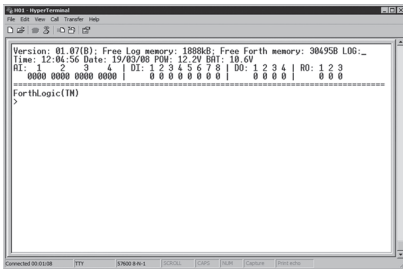 H01 - HyperTerminal
File Edit View Call Transfer Help
Version: 01.07(B); Free Log memory: 1888kB; Free Forth memory: 30495B LOG:_
Time: 12:04:56 Date: 19/03/08 POW: 12.2V BAT: 10.6V
AI: 1 2 3 4 | DI: 1 2 3 4 5 6 7 8 | DO: 1 2 3 4 | RO: 1 2 3
0000 0000 0000 0000 | 0 0 0 0 0 0 0 0 | 0 0 0 0 | 0 0 0
================================================================================
ForthLogic(TM)
>
Connected 00:01:08 TTY 57600 8-N-1 SCROLL CAPS NUM Capture Print echo